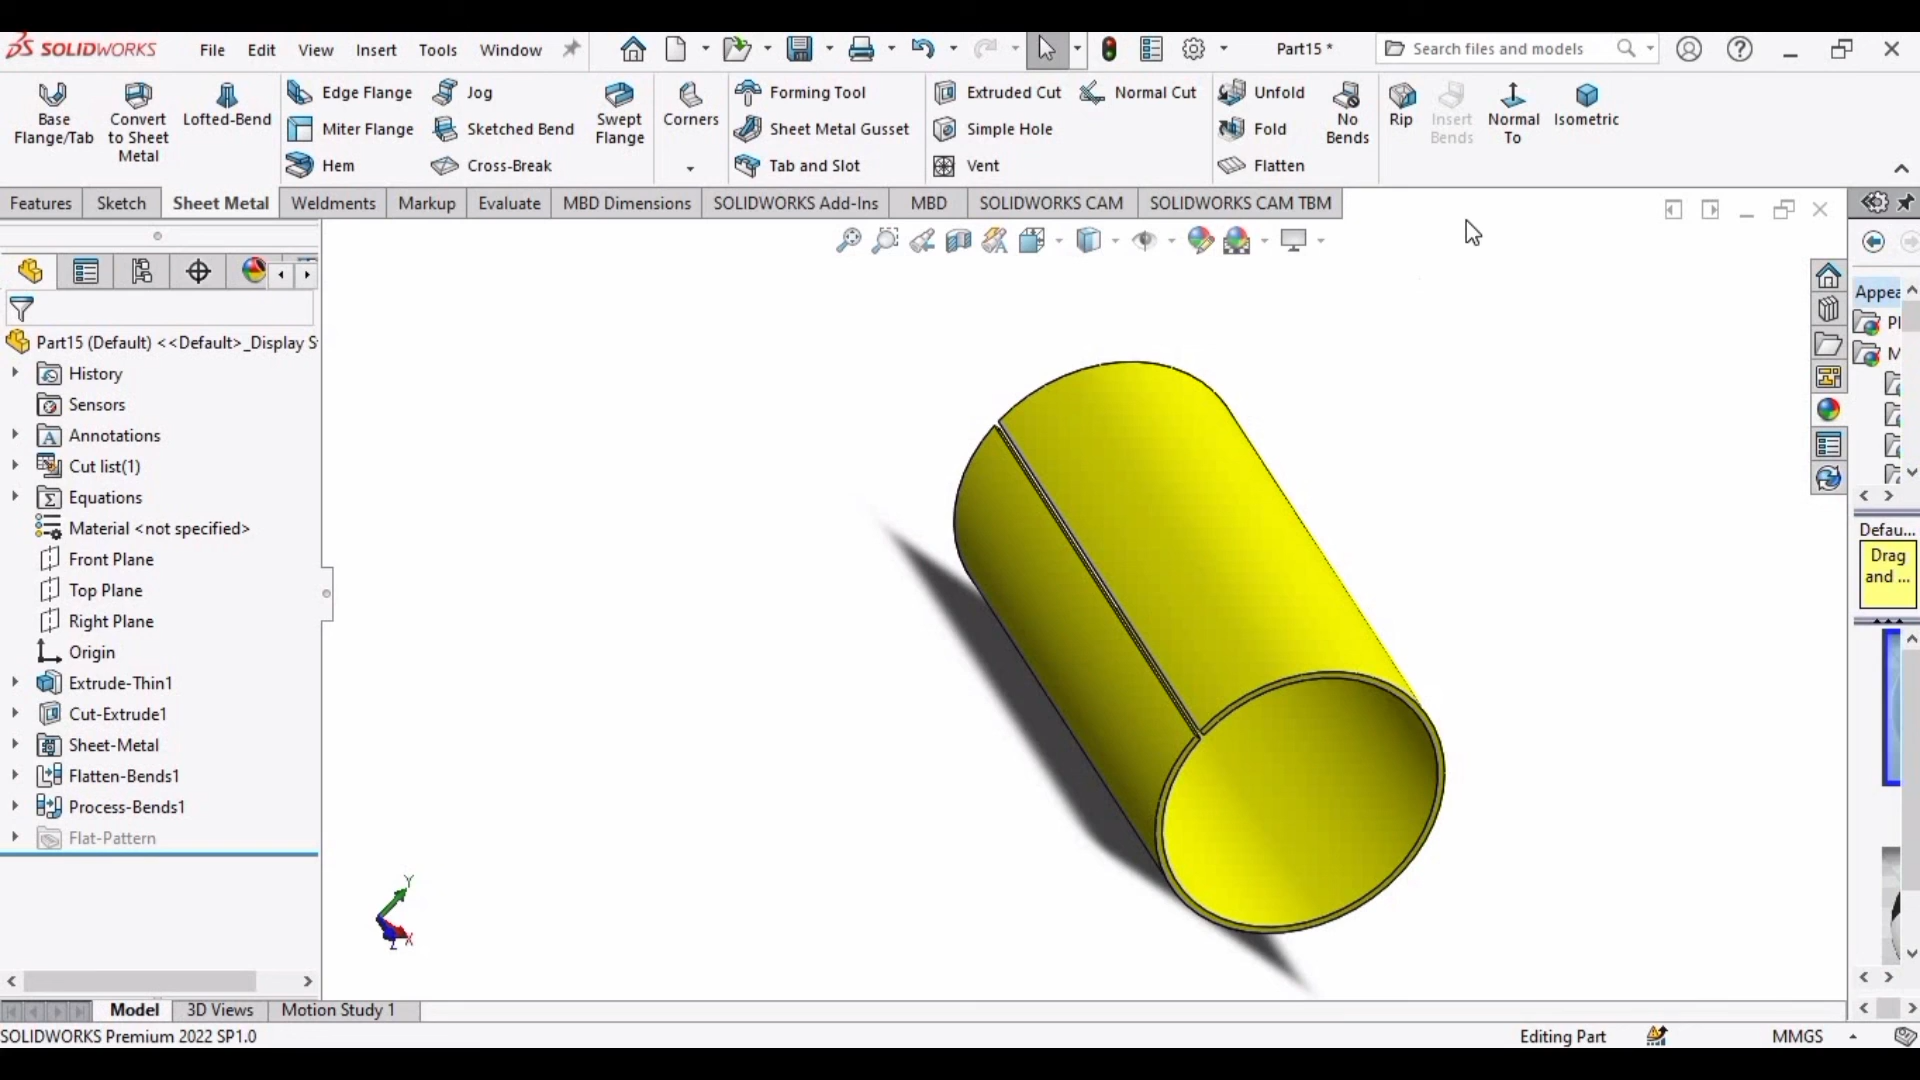 SOLIDWORKS File Edit View Insert Tools Window Part15 * Search files and models
Base Flange/Tab
Convert to Sheet Metal
Lofted-Bend
Edge Flange
Miter Flange
Hem
Jog
Sketched Bend
Cross-Break
Swept Flange
Corners
Forming Tool
Sheet Metal Gusset
Tab and Slot
Extruded Cut
Simple Hole
Vent
Normal Cut
Unfold
Fold
Flatten
No Bends
Rip
Insert Bends
Normal To
Isometric
Features Sketch Sheet Metal Weldments Markup Evaluate MBD Dimensions SOLIDWORKS Add-Ins MBD SOLIDWORKS CAM SOLIDWORKS CAM TBM
Part15 (Default) <<Default>_Display S
History
Sensors
Annotations
Cut list(1)
Equations
Material <not specified>
Front Plane
Top Plane
Right Plane
Origin
Extrude-Thin1
Cut-Extrude1
Sheet-Metal
Flatten-Bends1
Process-Bends1
Flat-Pattern
Appea
Pl
M
Defau...
Drag
and ...
Y
X
Z
Model 3D Views Motion Study 1
SOLIDWORKS Premium 2022 SP1.0 Editing Part MMGS